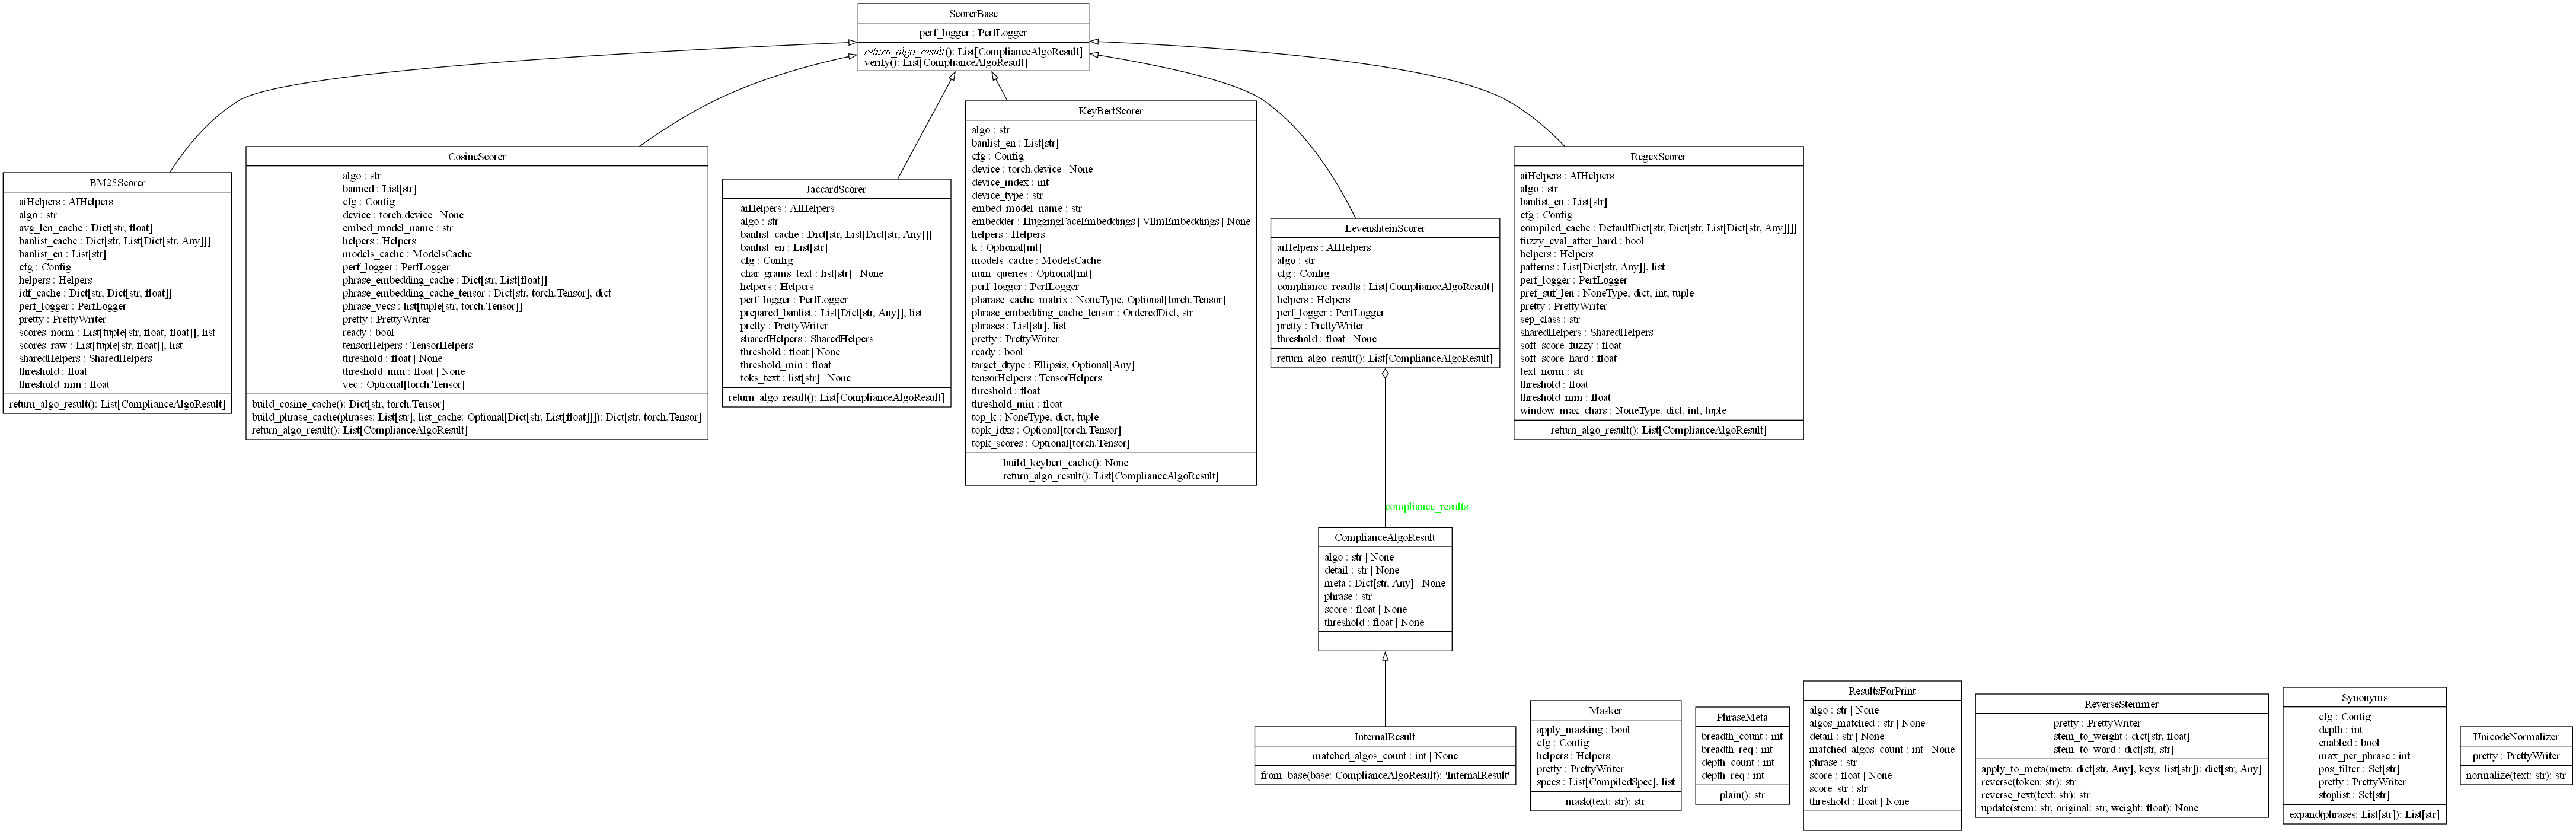 ScorerBase
perf_logger : PerfLogger
return_algo_result(): List[ComplianceAlgoResult]
verify(): List[ComplianceAlgoResult]
BM25Scorer
aiHelpers : AIHelpers
algo : str
avg_len_cache : Dict[str, float]
banlist_cache : Dict[str, List[Dict[str, Any]]]
banlist_en : List[str]
cfg : Config
helpers : Helpers
idf_cache : Dict[str, Dict[str, float]]
perf_logger : PerfLogger
pretty : PrettyWriter
scores_norm : List[tuple[str, float, float]], list
scores_raw : List[tuple[str, float]], list
sharedHelpers : SharedHelpers
threshold : float
threshold_min : float
return_algo_result(): List[ComplianceAlgoResult]
CosineScorer
algo : str
banned : List[str]
cfg : Config
device : torch.device | None
embed_model_name : str
helpers : Helpers
models_cache : ModelsCache
perf_logger : PerfLogger
phrase_embedding_cache : Dict[str, List[float]]
phrase_embedding_cache_tensor : Dict[str, torch.Tensor], dict
phrase_vecs : list[tuple[str, torch.Tensor]]
pretty : PrettyWriter
ready : bool
tensorHelpers : TensorHelpers
threshold : float | None
threshold_min : float | None
vec : Optional[torch.Tensor]
build_cosine_cache(): Dict[str, torch.Tensor]
build_phrase_cache(phrases: List[str], list_cache: Optional[Dict[str, List[float]]]): Dict[str, torch.Tensor]
return_algo_result(): List[ComplianceAlgoResult]
JaccardScorer
aiHelpers : AIHelpers
algo : str
banlist_cache : Dict[str, List[Dict[str, Any]]]
banlist_en : List[str]
cfg : Config
char_grams_text : list[str] | None
helpers : Helpers
perf_logger : PerfLogger
prepared_banlist : List[Dict[str, Any]], list
pretty : PrettyWriter
sharedHelpers : SharedHelpers
threshold : float | None
threshold_min : float
toks_text : list[str] | None
return_algo_result(): List[ComplianceAlgoResult]
KeyBertScorer
algo : str
banlist_en : List[str]
cfg : Config
device : torch.device | None
device_index : int
device_type : str
embed_model_name : str
embedder : HuggingFaceEmbeddings | VllmEmbeddings | None
helpers : Helpers
k : Optional[int]
models_cache : ModelsCache
num_queries : Optional[int]
perf_logger : PerfLogger
pharase_cache_matrix : NoneType, Optional[torch.Tensor]
phrase_embedding_cache_tensor : OrderedDict, str
phrases : List[str], list
pretty : PrettyWriter
ready : bool
target_dtype : Ellipsis, Optional[Any]
tensorHelpers : TensorHelpers
threshold : float
threshold_min : float
top_k : NoneType, dict, tuple
topk_idxs : Optional[torch.Tensor]
topk_scores : Optional[torch.Tensor]
build_keybert_cache(): None
return_algo_result(): List[ComplianceAlgoResult]
LevenshteinScorer
aiHelpers : AIHelpers
algo : str
cfg : Config
compliance_results : List[ComplianceAlgoResult]
helpers : Helpers
perf_logger : PerfLogger
pretty : PrettyWriter
threshold : float | None
return_algo_result(): List[ComplianceAlgoResult]
RegexScorer
aiHelpers : AIHelpers
algo : str
banlist_en : List[str]
cfg : Config
compiled_cache : DefaultDict[str, Dict[str, List[Dict[str, Any]]]]
fuzzy_eval_after_hard : bool
helpers : Helpers
patterns : List[Dict[str, Any]], list
perf_logger : PerfLogger
pref_suf_len : NoneType, dict, int, tuple
pretty : PrettyWriter
sep_class : str
sharedHelpers : SharedHelpers
soft_score_fuzzy : float
soft_score_hard : float
text_norm : str
threshold : float
threshold_min : float
window_max_chars : NoneType, dict, int, tuple
return_algo_result(): List[ComplianceAlgoResult]
compliance_results
ComplianceAlgoResult
algo : str | None
detail : str | None
meta : Dict[str, Any] | None
phrase : str
score : float | None
threshold : float | None
InternalResult
matched_algos_count : int | None
from_base(base: ComplianceAlgoResult): 'InternalResult'
Masker
apply_masking : bool
cfg : Config
helpers : Helpers
pretty : PrettyWriter
specs : List[CompiledSpec], list
mask(text: str): str
PhraseMeta
breadth_count : int
breadth_req : int
depth_count : int
depth_req : int
plain(): str
ResultsForPrint
algo : str | None
algos_matched : str | None
detail : str | None
matched_algos_count : int | None
phrase : str
score : float | None
score_str : str
threshold : float | None
ReverseStemmer
pretty : PrettyWriter
stem_to_weight : dict[str, float]
stem_to_word : dict[str, str]
apply_to_meta(meta: dict[str, Any], keys: list[str]): dict[str, Any]
reverse(token: str): str
reverse_text(text: str): str
update(stem: str, original: str, weight: float): None
Synonyms
cfg : Config
depth : int
enabled : bool
max_per_phrase : int
pos_filter : Set[str]
pretty : PrettyWriter
stoplist : Set[str]
expand(phrases: List[str]): List[str]
UnicodeNormalizer
pretty : PrettyWriter
normalize(text: str): str